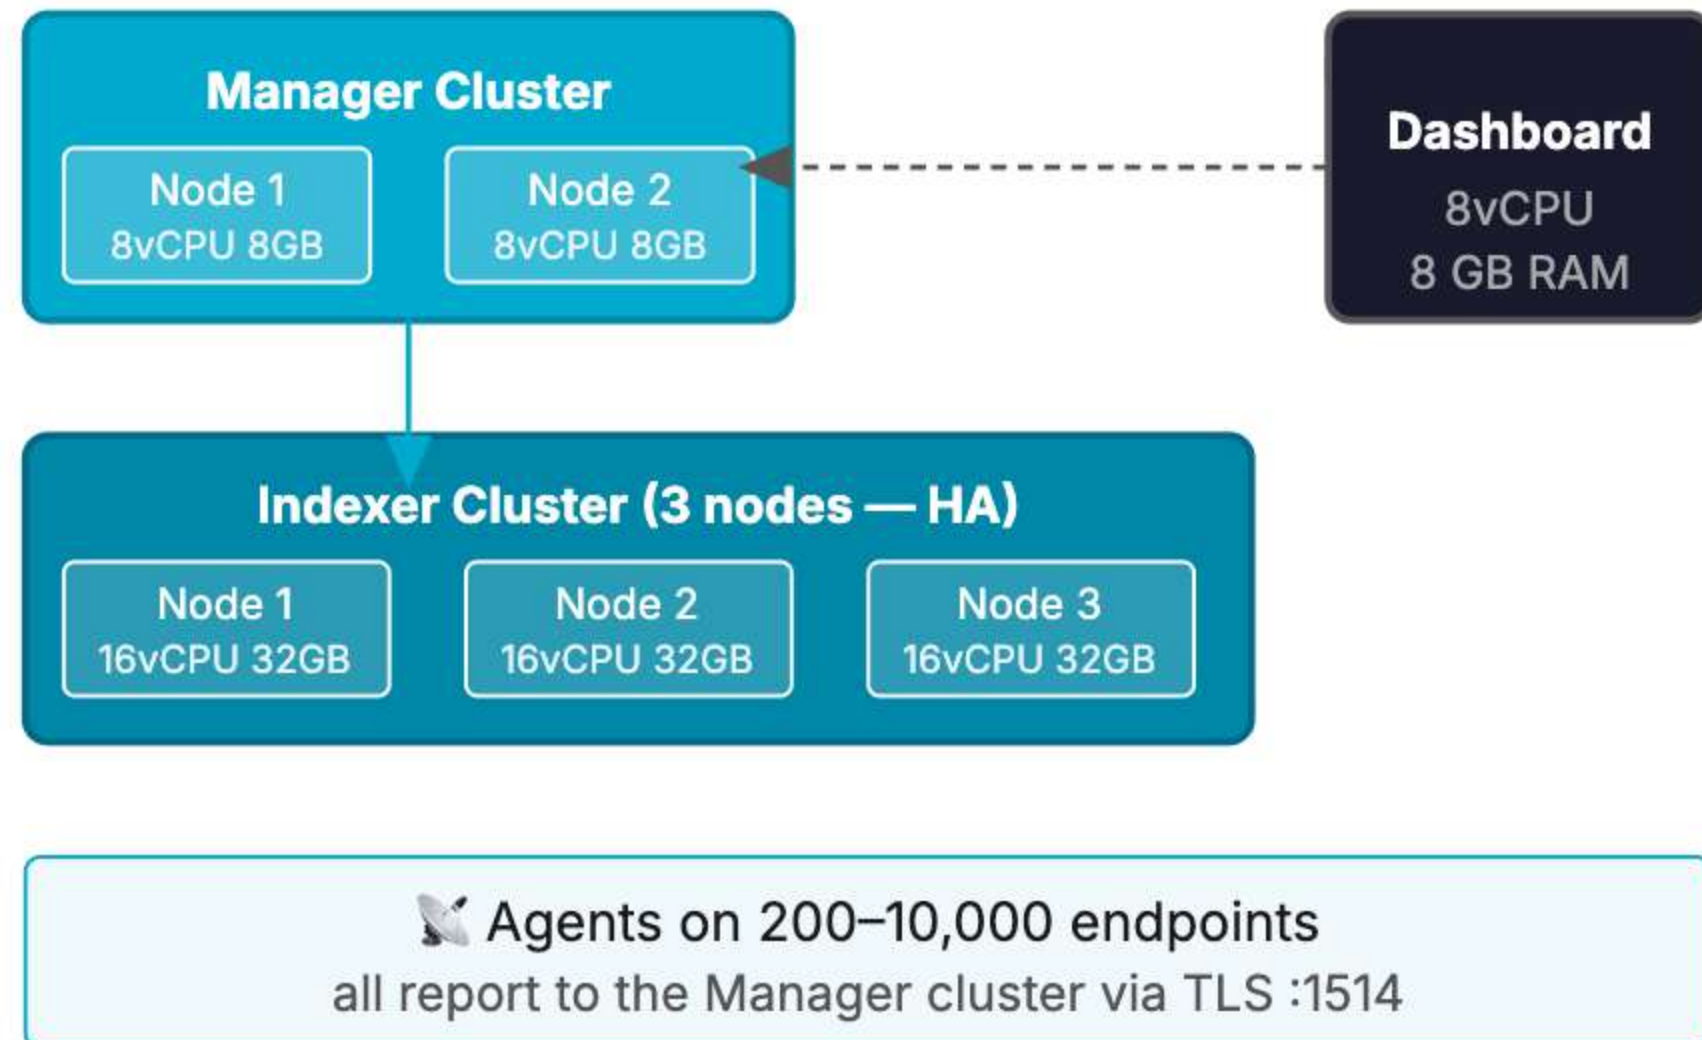 Manager Cluster
Node 1
8vCPU 8GB
Node 2
8vCPU 8GB
Dashboard
8vCPU
8 GB RAM
Indexer Cluster (3 nodes — HA)
Node 1
16vCPU 32GB
Node 2
16vCPU 32GB
Node 3
16vCPU 32GB
📡 Agents on 200–10,000 endpoints
all report to the Manager cluster via TLS :1514